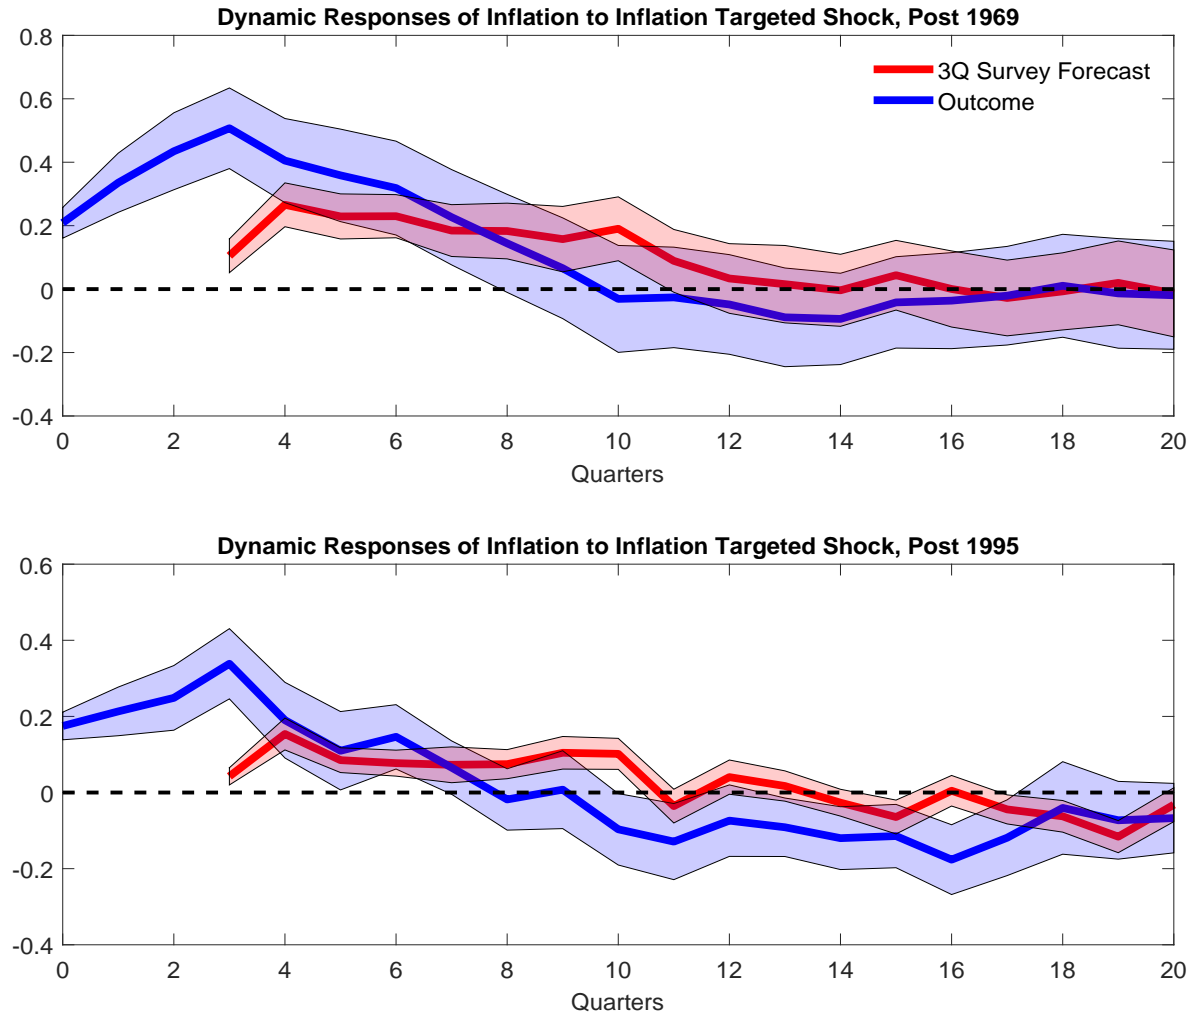 Dynamic Responses of Inflation to Inflation Targeted Shock, Post 1969
0.8
3Q Survey Forecast
0.6
Outcome
0.4
0.2
0
-0.2
-0.4
0 2 4 6 8 10 12 14 16 18 20
Quarters
Dynamic Responses of Inflation to Inflation Targeted Shock, Post 1995
0.6
0.4
0.2
0
-0.2
-0.4
0 2 4 6 8 10 12 14 16 18 20
Quarters